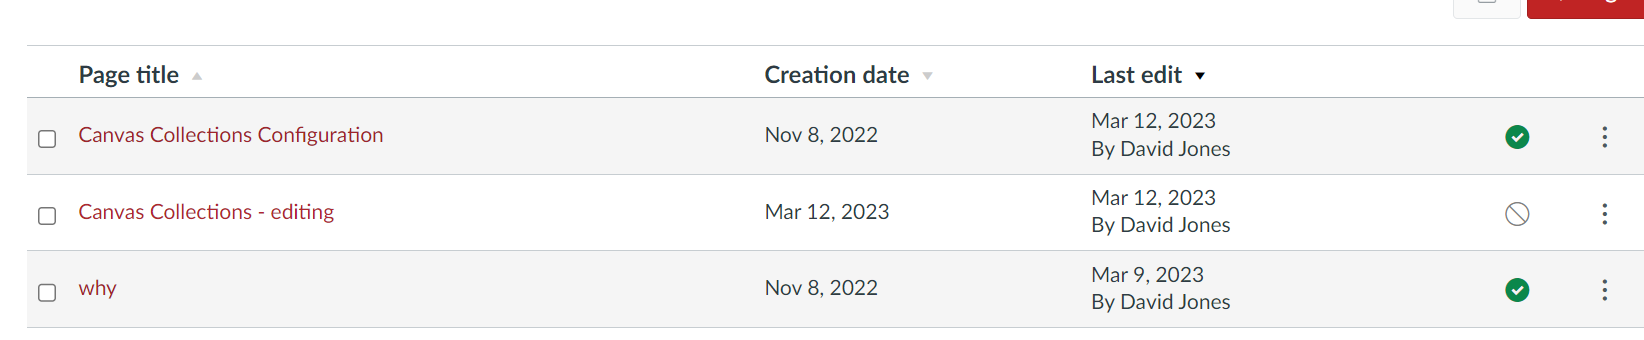 Page title Creation date Last edit
Canvas Collections Configuration Nov 8, 2022 Mar 12, 2023
By David Jones
Canvas Collections - editing Mar 12, 2023 Mar 12, 2023
By David Jones
why Nov 8, 2022 Mar 9, 2023
By David Jones